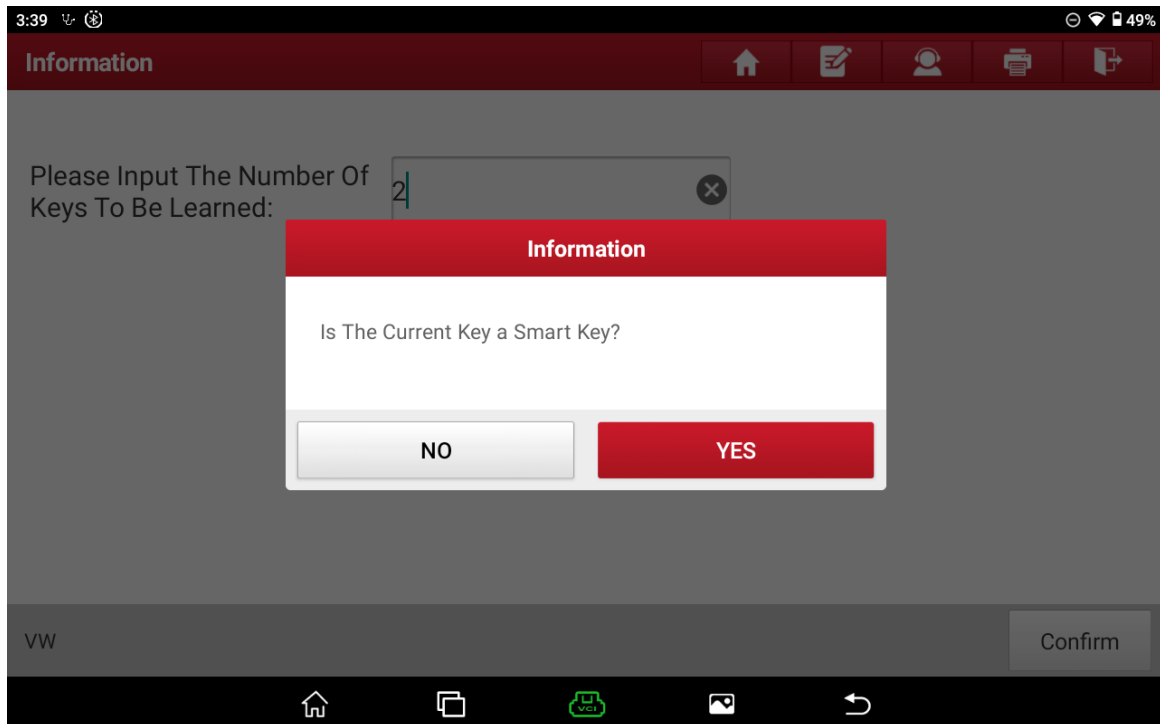 3:39
49%
Information
Please Input The Number Of
Keys To Be Learned:
2
Information
Is The Current Key a Smart Key?
NO
YES
VW
Confirm
VCI